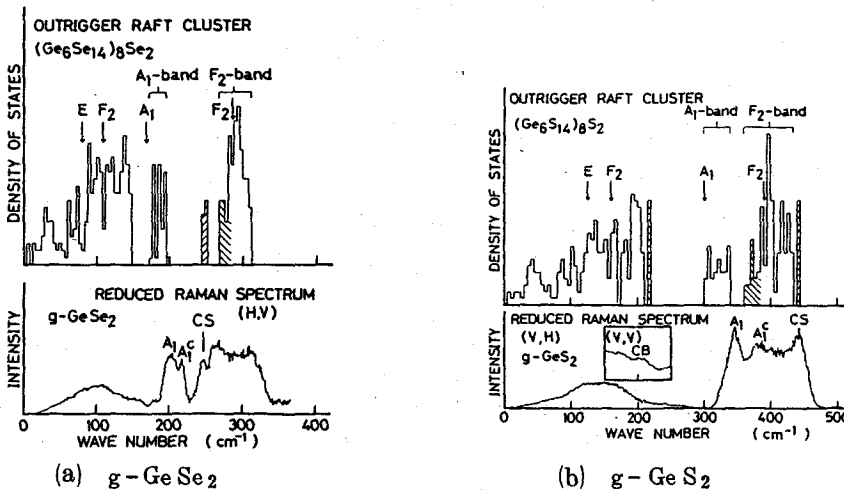 OUTRIGGER RAFT CLUSTER
(Ge6Se14)8Se2
A1-band F2-band
E F2 A1 F2
DENSITY OF STATES
REDUCED RAMAN SPECTRUM
(H,V)
g-GeSe2
A1 A1c CS
INTENSITY
0 100 200 300 400
WAVE NUMBER (cm-1)
(a) g-GeSe2
OUTRIGGER RAFT CLUSTER
(Ge6S14)8S2
A1-band F2-band
E F2 A1 F2
DENSITY OF STATES
REDUCED RAMAN SPECTRUM
(V,H) (V,V)
g-GeS2
CB
A1 A1c CS
INTENSITY
0 100 200 300 400 500
WAVE NUMBER (cm-1)
(b) g-GeS2